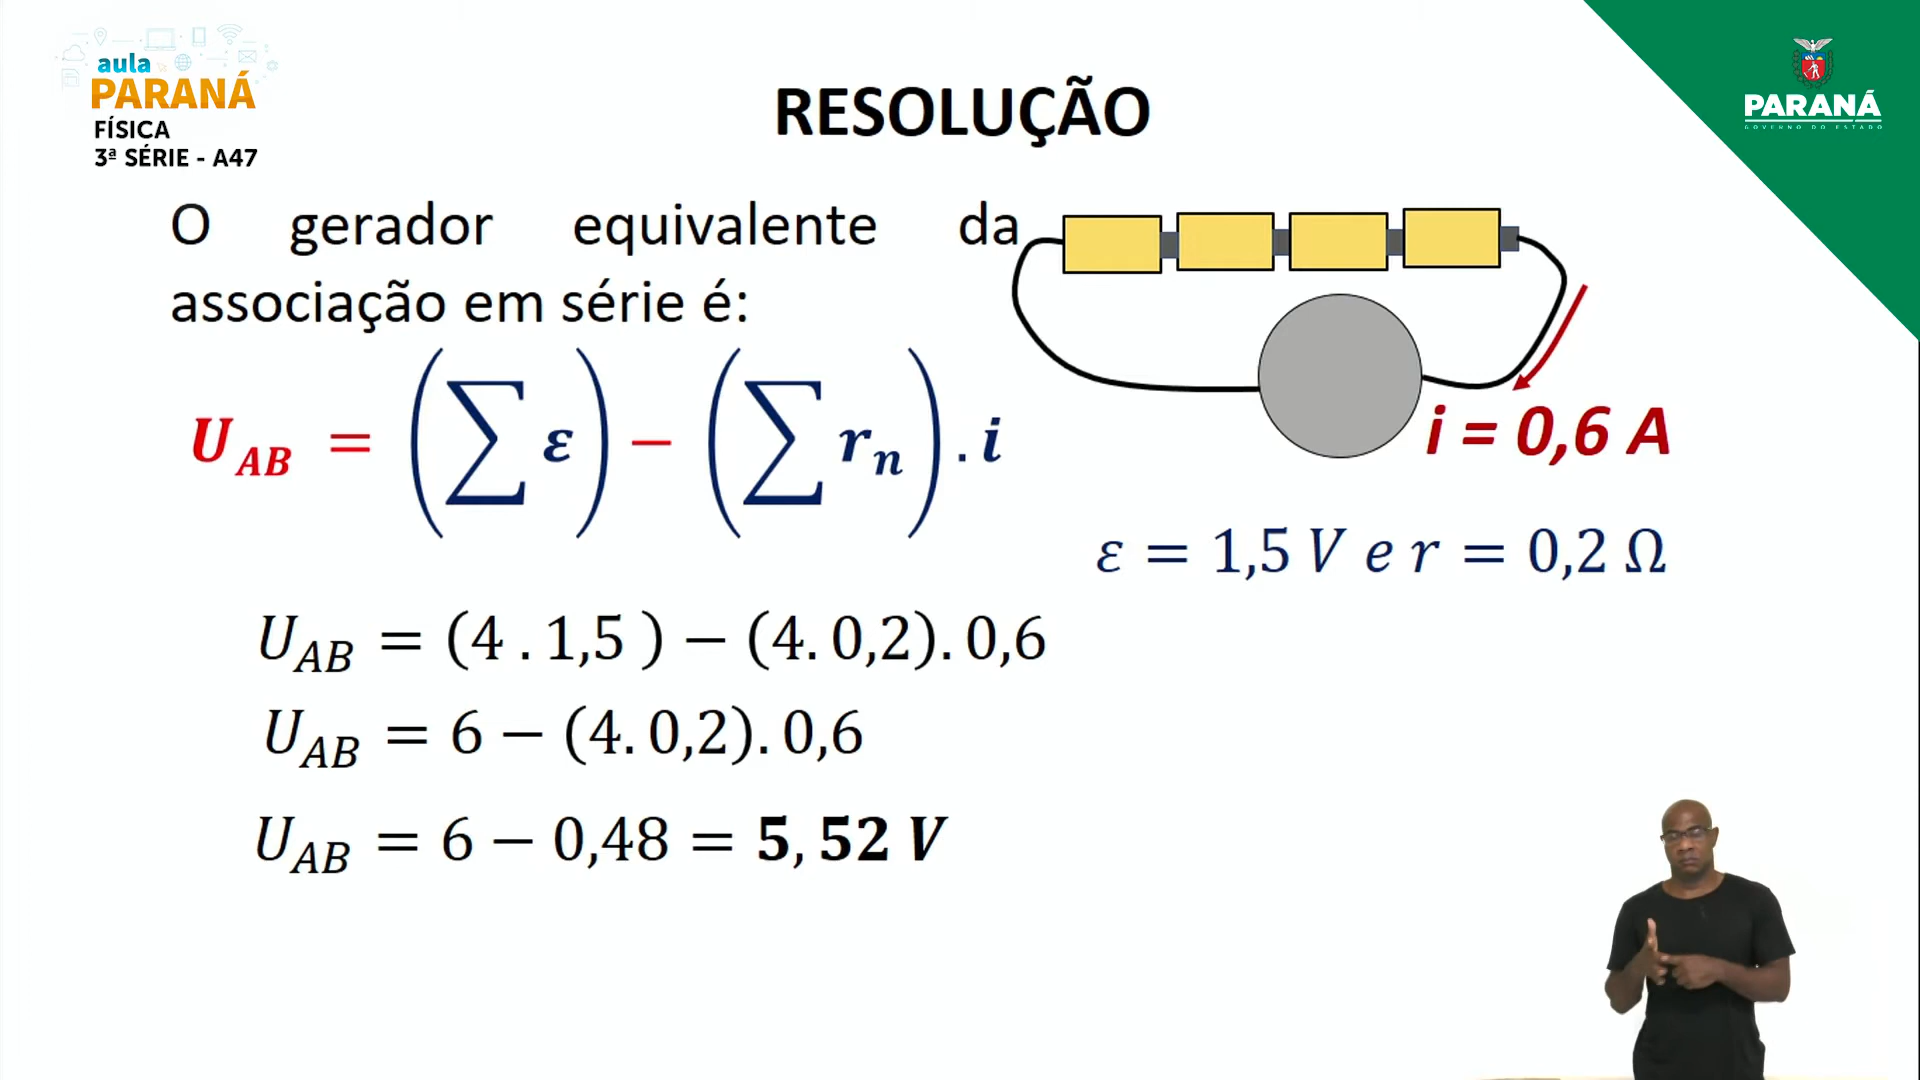 aula
PARANÁ
FÍSICA
3ª SÉRIE - A47
RESOLUÇÃO
PARANÁ
GOVERNO DO ESTADO
O gerador equivalente da
associação em série é:
U_AB = (∑ ε) − (∑ r_n) . i
i = 0,6 A
ε = 1,5 V e r = 0,2 Ω
U_AB = (4 . 1,5 ) − (4. 0,2). 0,6
U_AB = 6 − (4. 0,2). 0,6
U_AB = 6 − 0,48 = 5, 52 V